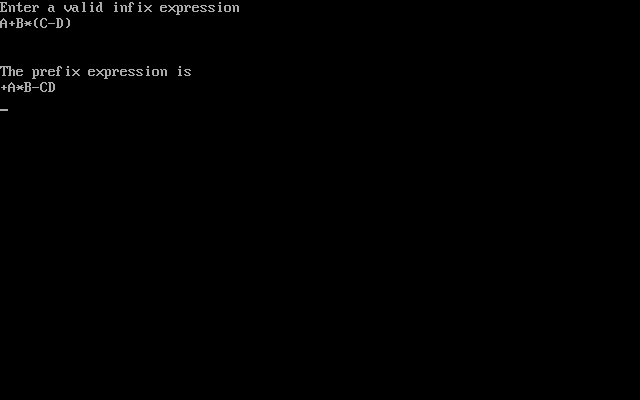 Enter a valid infix expression
A+B*(C-D)
The prefix expression is
+A*B-CD